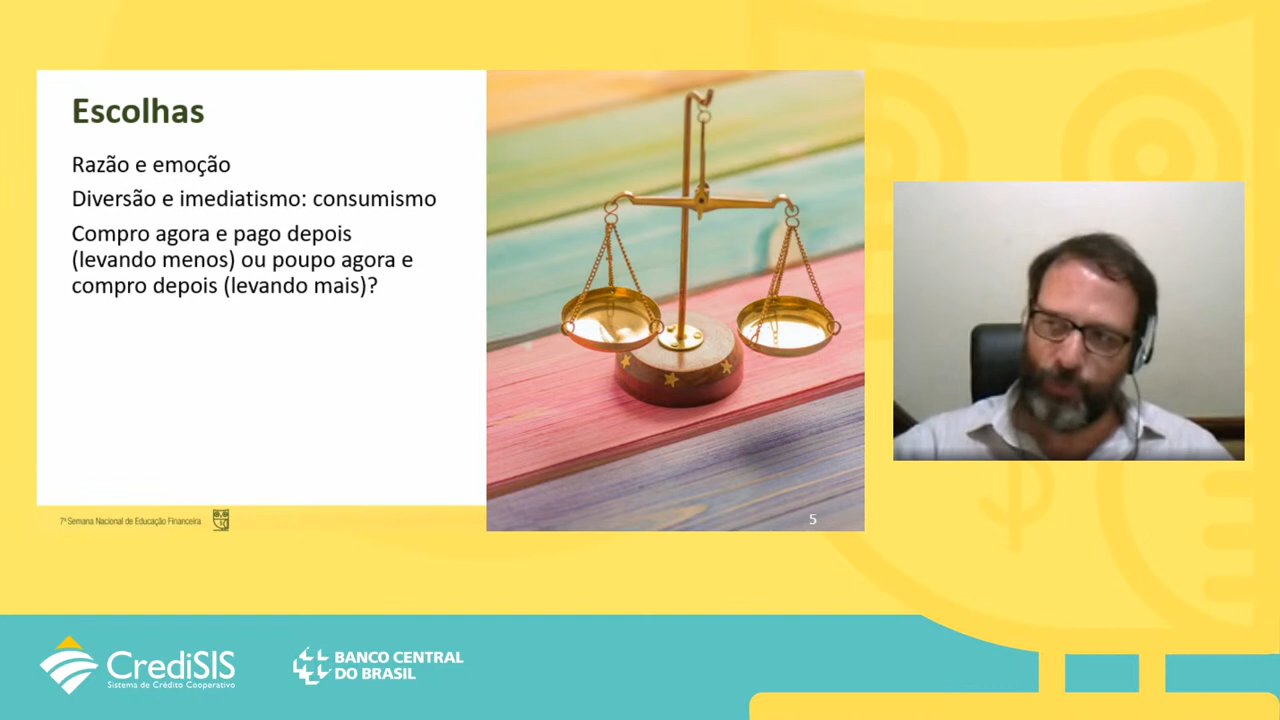 Escolhas
Razão e emoção
Diversão e imediatismo: consumismo
Compro agora e pago depois
(levando menos) ou poupo agora e
compro depois (levando mais)?
7ª Semana Nacional de Educação Financeira
5
CrediSIS
Sistema de Crédito Cooperativo
BANCO CENTRAL
DO BRASIL